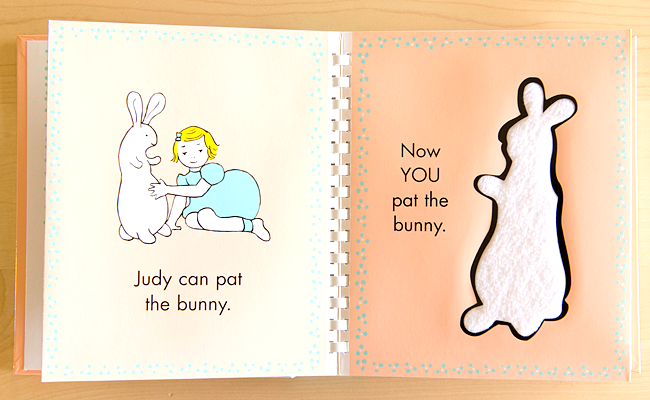 Judy can pat
the bunny.
Now
YOU
pat the
bunny.